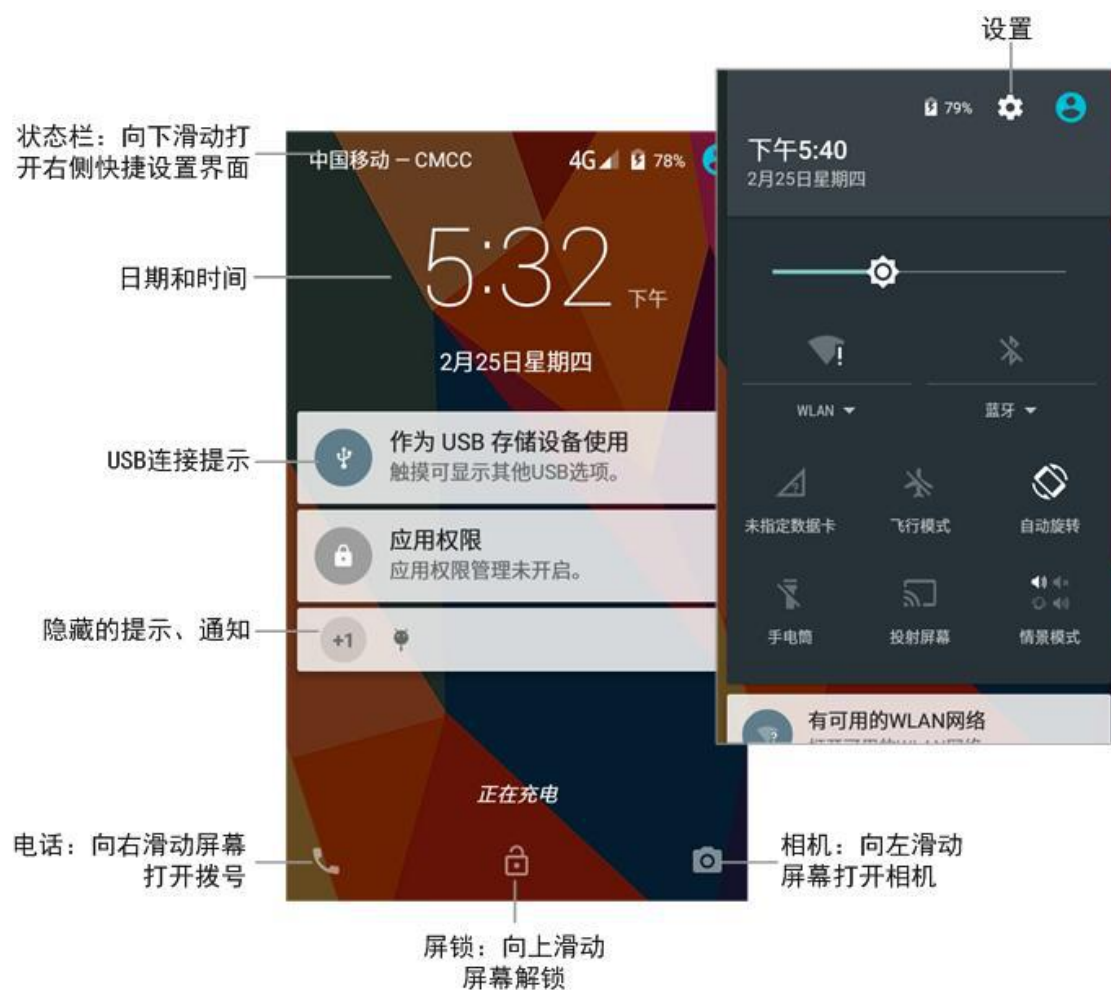 设置
状态栏：向下滑动打
开右侧快捷设置界面
中国移动 — CMCC
4G
78%
日期和时间
5:32
下午
2月25日星期四
USB连接提示
作为 USB 存储设备使用
触摸可显示其他USB选项。
应用权限
应用权限管理未开启。
隐藏的提示、通知
+1
正在充电
电话：向右滑动屏幕
打开拨号
屏锁：向上滑动
屏幕解锁
相机：向左滑动
屏幕打开相机
79%
下午5:40
2月25日星期四
WLAN
蓝牙
未指定数据卡
飞行模式
自动旋转
手电筒
投射屏幕
情景模式
有可用的WLAN网络